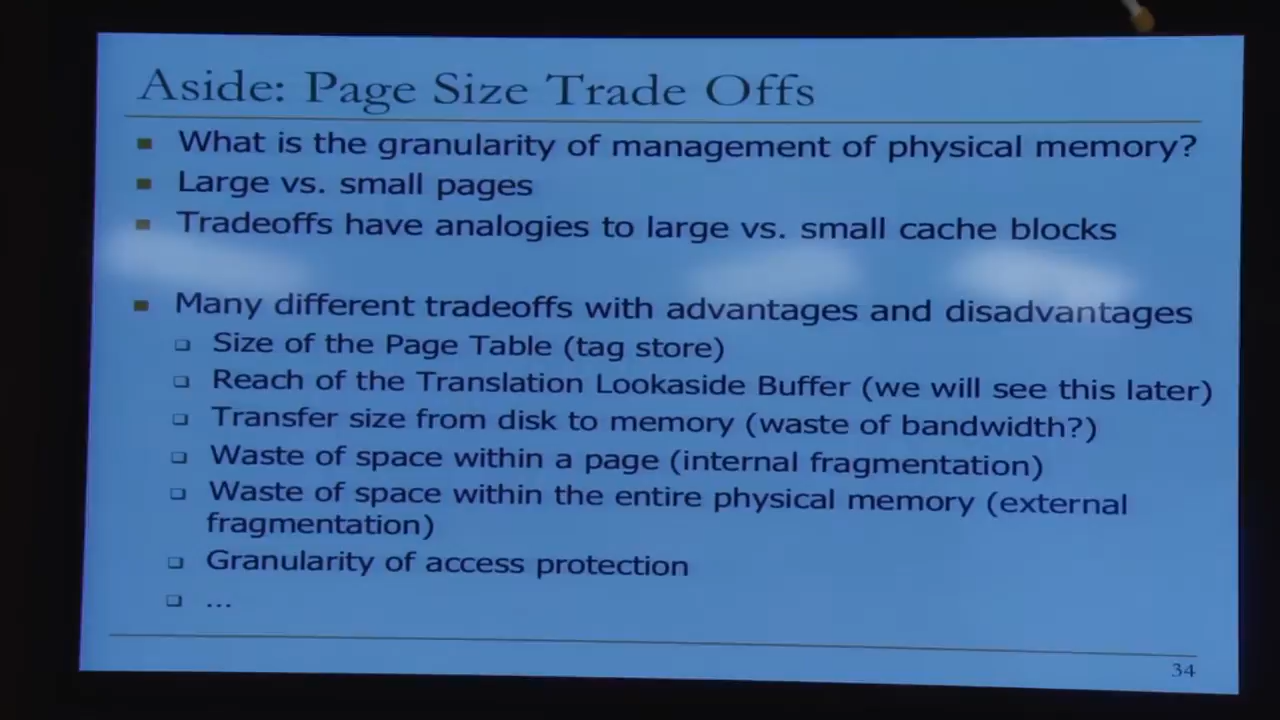 Aside: Page Size Trade Offs
What is the granularity of management of physical memory?
Large vs. small pages
Tradeoffs have analogies to large vs. small cache blocks
Many different tradeoffs with advantages and disadvantages
Size of the Page Table (tag store)
Reach of the Translation Lookaside Buffer (we will see this later)
Transfer size from disk to memory (waste of bandwidth?)
Waste of space within a page (internal fragmentation)
Waste of space within the entire physical memory (external
fragmentation)
Granularity of access protection
...
34